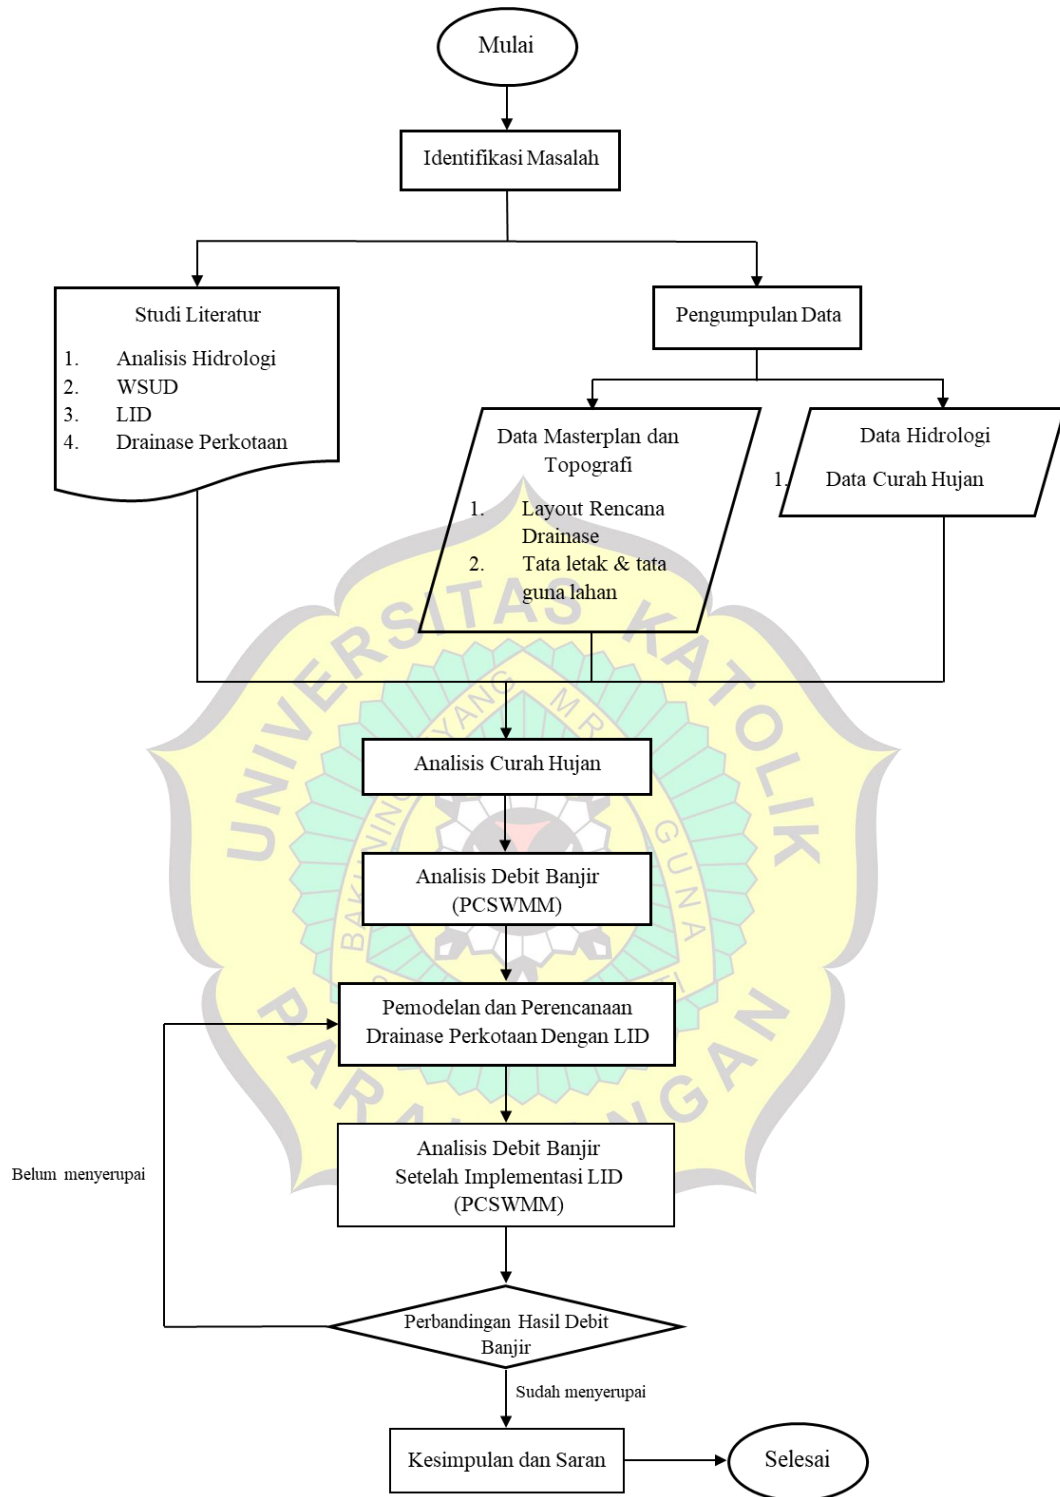 Mulai
Identifikasi Masalah
Studi Literatur
1. Analisis Hidrologi
2. WSUD
3. LID
4. Drainase Perkotaan
Pengumpulan Data
Data Masterplan dan
Topografi
1. Layout Rencana
Drainase
2. Tata letak & tata
guna lahan
Data Hidrologi
1. Data Curah Hujan
UNIVERSITAS KATOLIK
YANG
GUNA
Analisis Curah Hujan
Analisis Debit Banjir
(PCSWMM)
Pemodelan dan Perencanaan
Drainase Perkotaan Dengan LID
Analisis Debit Banjir
Setelah Implementasi LID
(PCSWMM)
Belum menyerupai
Perbandingan Hasil Debit
Banjir
Sudah menyerupai
Kesimpulan dan Saran
Selesai